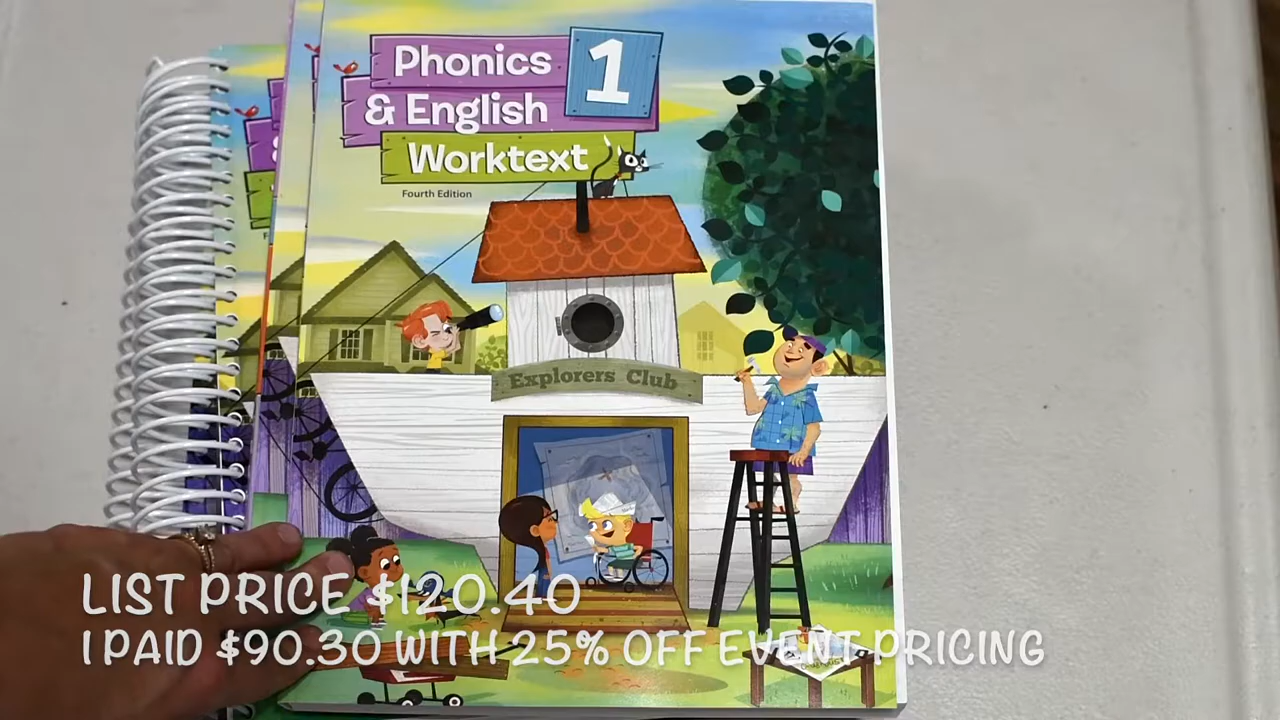 Phonics 1
& English
Worktext
Fourth Edition
Explorers Club
LIST PRICE $120.40
I PAID $90.30 WITH 25% OFF EVENT PRICING